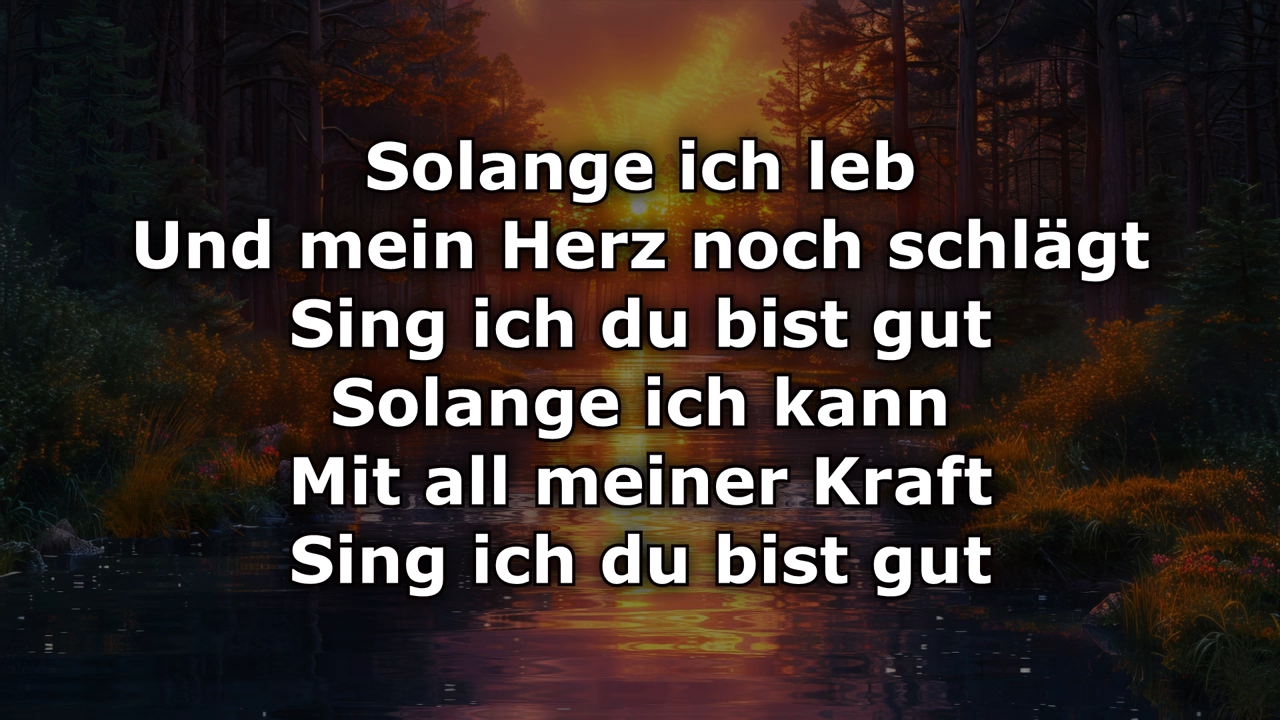 Solange ich leb
Und mein Herz noch schlägt
Sing ich du bist gut
Solange ich kann
Mit all meiner Kraft
Sing ich du bist gut